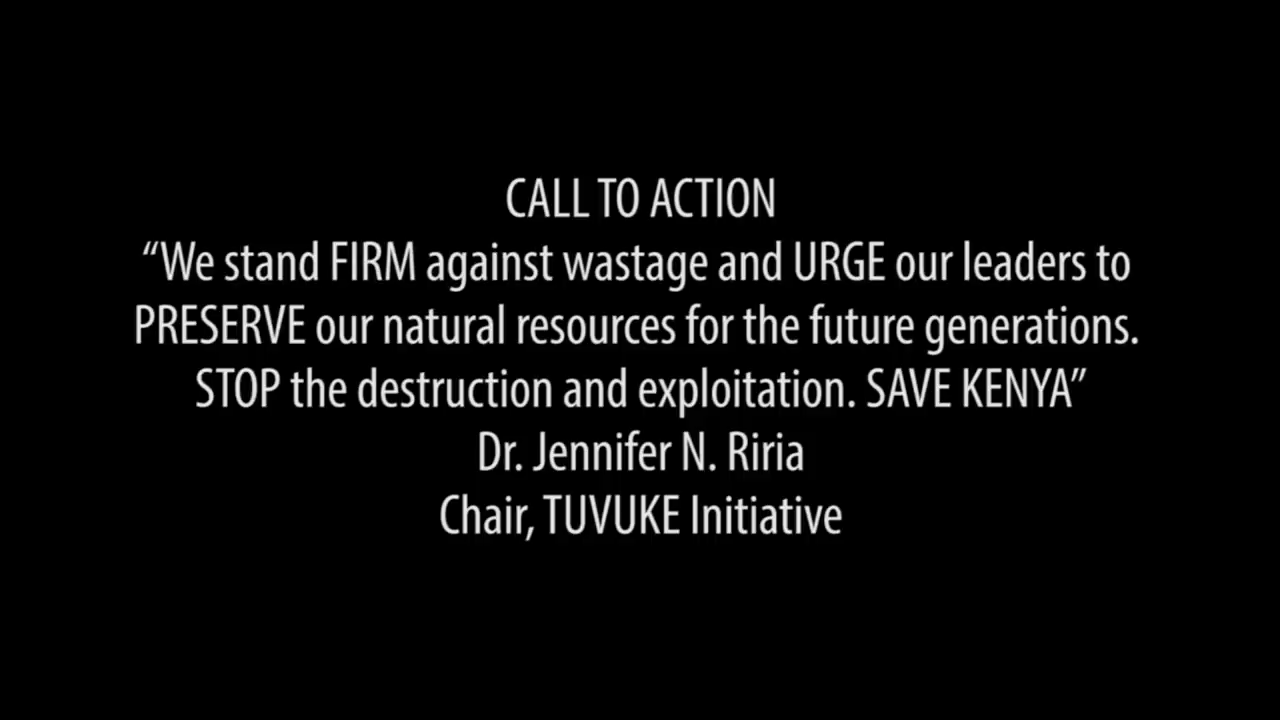 CALL TO ACTION
“We stand FIRM against wastage and URGE our leaders to
PRESERVE our natural resources for the future generations.
STOP the destruction and exploitation. SAVE KENYA”
Dr. Jennifer N. Riria
Chair, TUVUKE Initiative